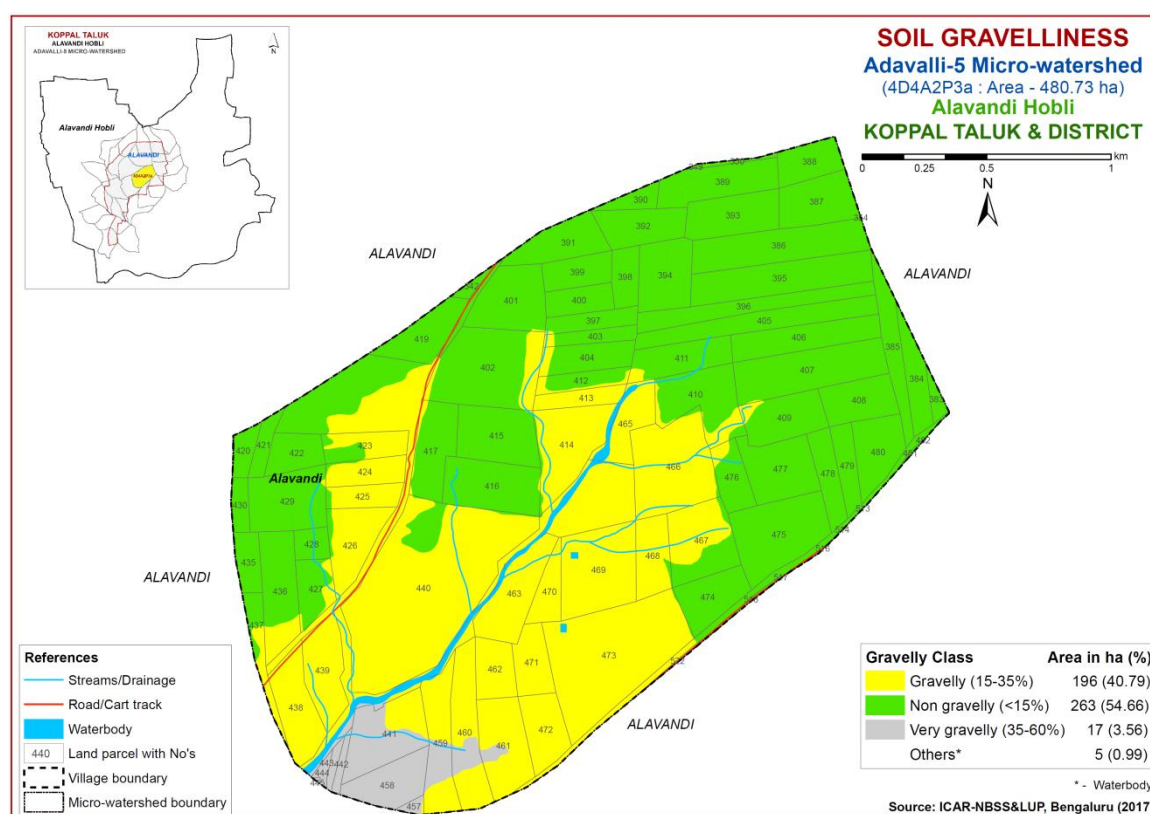 KOPPAL TALUK
ALAVANDI HOBLI
ADAVALLI-5 MICRO-WATERSHED
N
Alavandi Hobli
ALAVANDI
SOIL GRAVELLINESS
Adavalli-5 Micro-watershed
(4D4A2P3a : Area - 480.73 ha)
Alavandi Hobli
KOPPAL TALUK & DISTRICT
km
0 0.25 0.5 1
N
388
389
390
387
393
392
391
386
ALAVANDI
ALAVANDI
399
398
394
395
400
401
396
397
405
403
406
419
404
411
385
402
407
412
384
413
410
408
409
415
414
465
417
423
421
420
422
480
424
466
479
478
477
476
Alavandi
416
425
429
430
475
467
426
428
468
435
469
440
ALAVANDI
436
427
463
470
474
437
473
471
462
439
438
472
ALAVANDI
441
459
460
461
443
442
444
458
457
References
Streams/Drainage
Road/Cart track
Waterbody
440 Land parcel with No's
Village boundary
Micro-watershed boundary
Gravelly Class Area in ha (%)
Gravelly (15-35%) 196 (40.79)
Non gravelly (<15%) 263 (54.66)
Very gravelly (35-60%) 17 (3.56)
Others* 5 (0.99)
* - Waterbody
Source: ICAR-NBSS&LUP, Bengaluru (2017